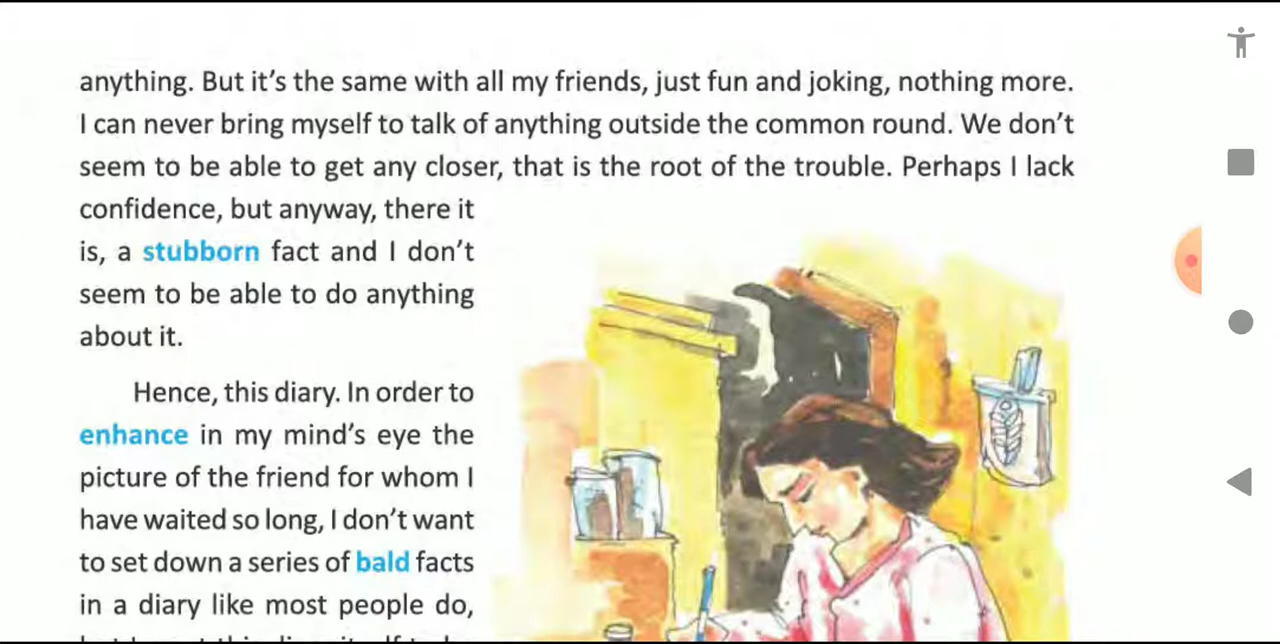 anything. But it’s the same with all my friends, just fun and joking, nothing more.
I can never bring myself to talk of anything outside the common round. We don’t
seem to be able to get any closer, that is the root of the trouble. Perhaps I lack
confidence, but anyway, there it
is, a stubborn fact and I don’t
seem to be able to do anything
about it.
Hence, this diary. In order to
enhance in my mind’s eye the
picture of the friend for whom I
have waited so long, I don’t want
to set down a series of bald facts
in a diary like most people do,